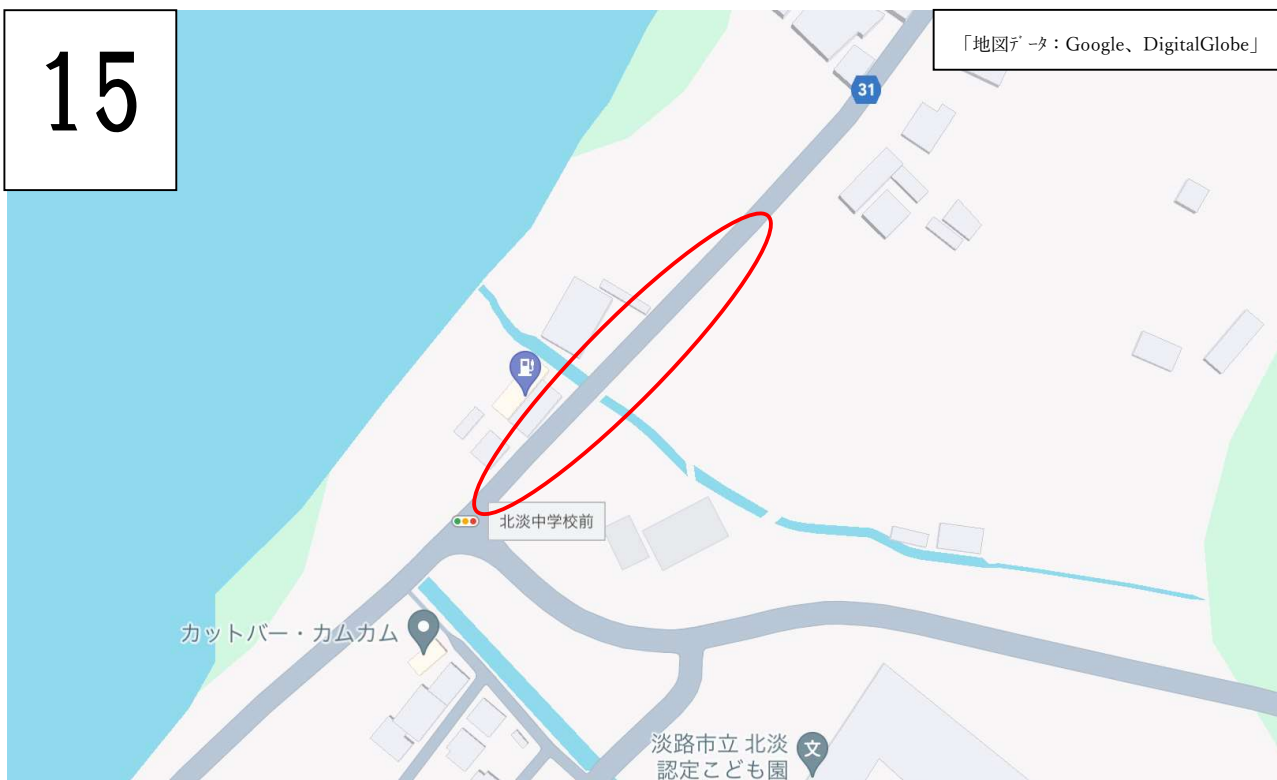 15
「地図ﾃﾞｰﾀ：Google、DigitalGlobe」
31
北淡中学校前
カットバー・カムカム
淡路市立 北淡
認定こども園
文